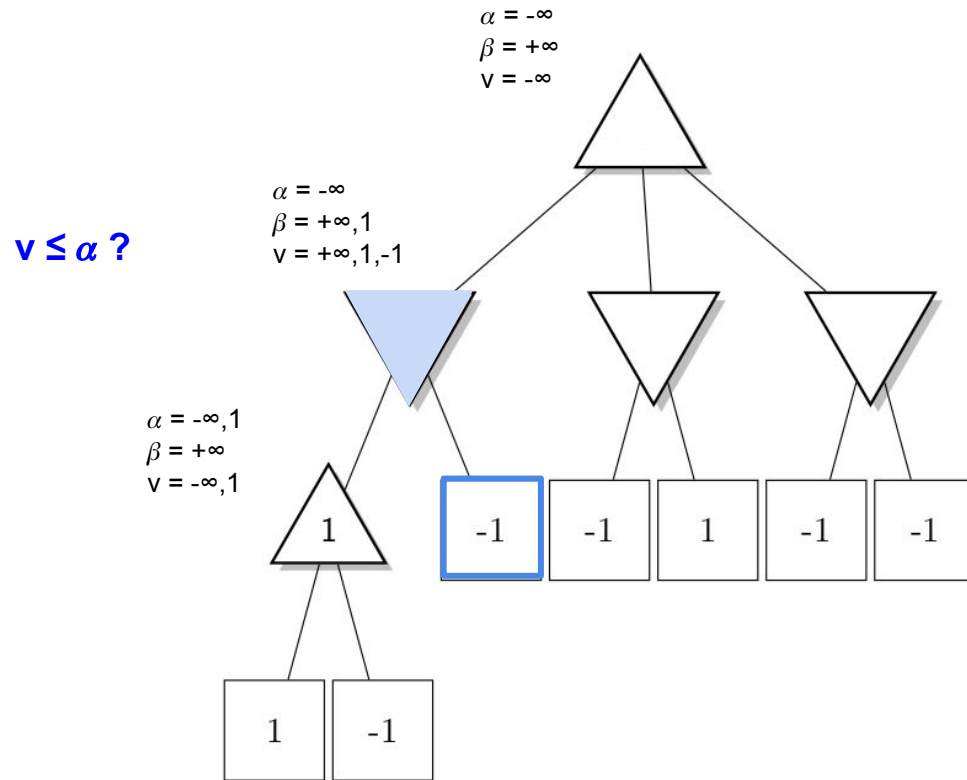 α = -∞
β = +∞
v = -∞
α = -∞
β = +∞,1
v = +∞,1,-1
v ≤ α ?
α = -∞,1
β = +∞
v = -∞,1
1
-1
-1
1
-1
-1
1
-1